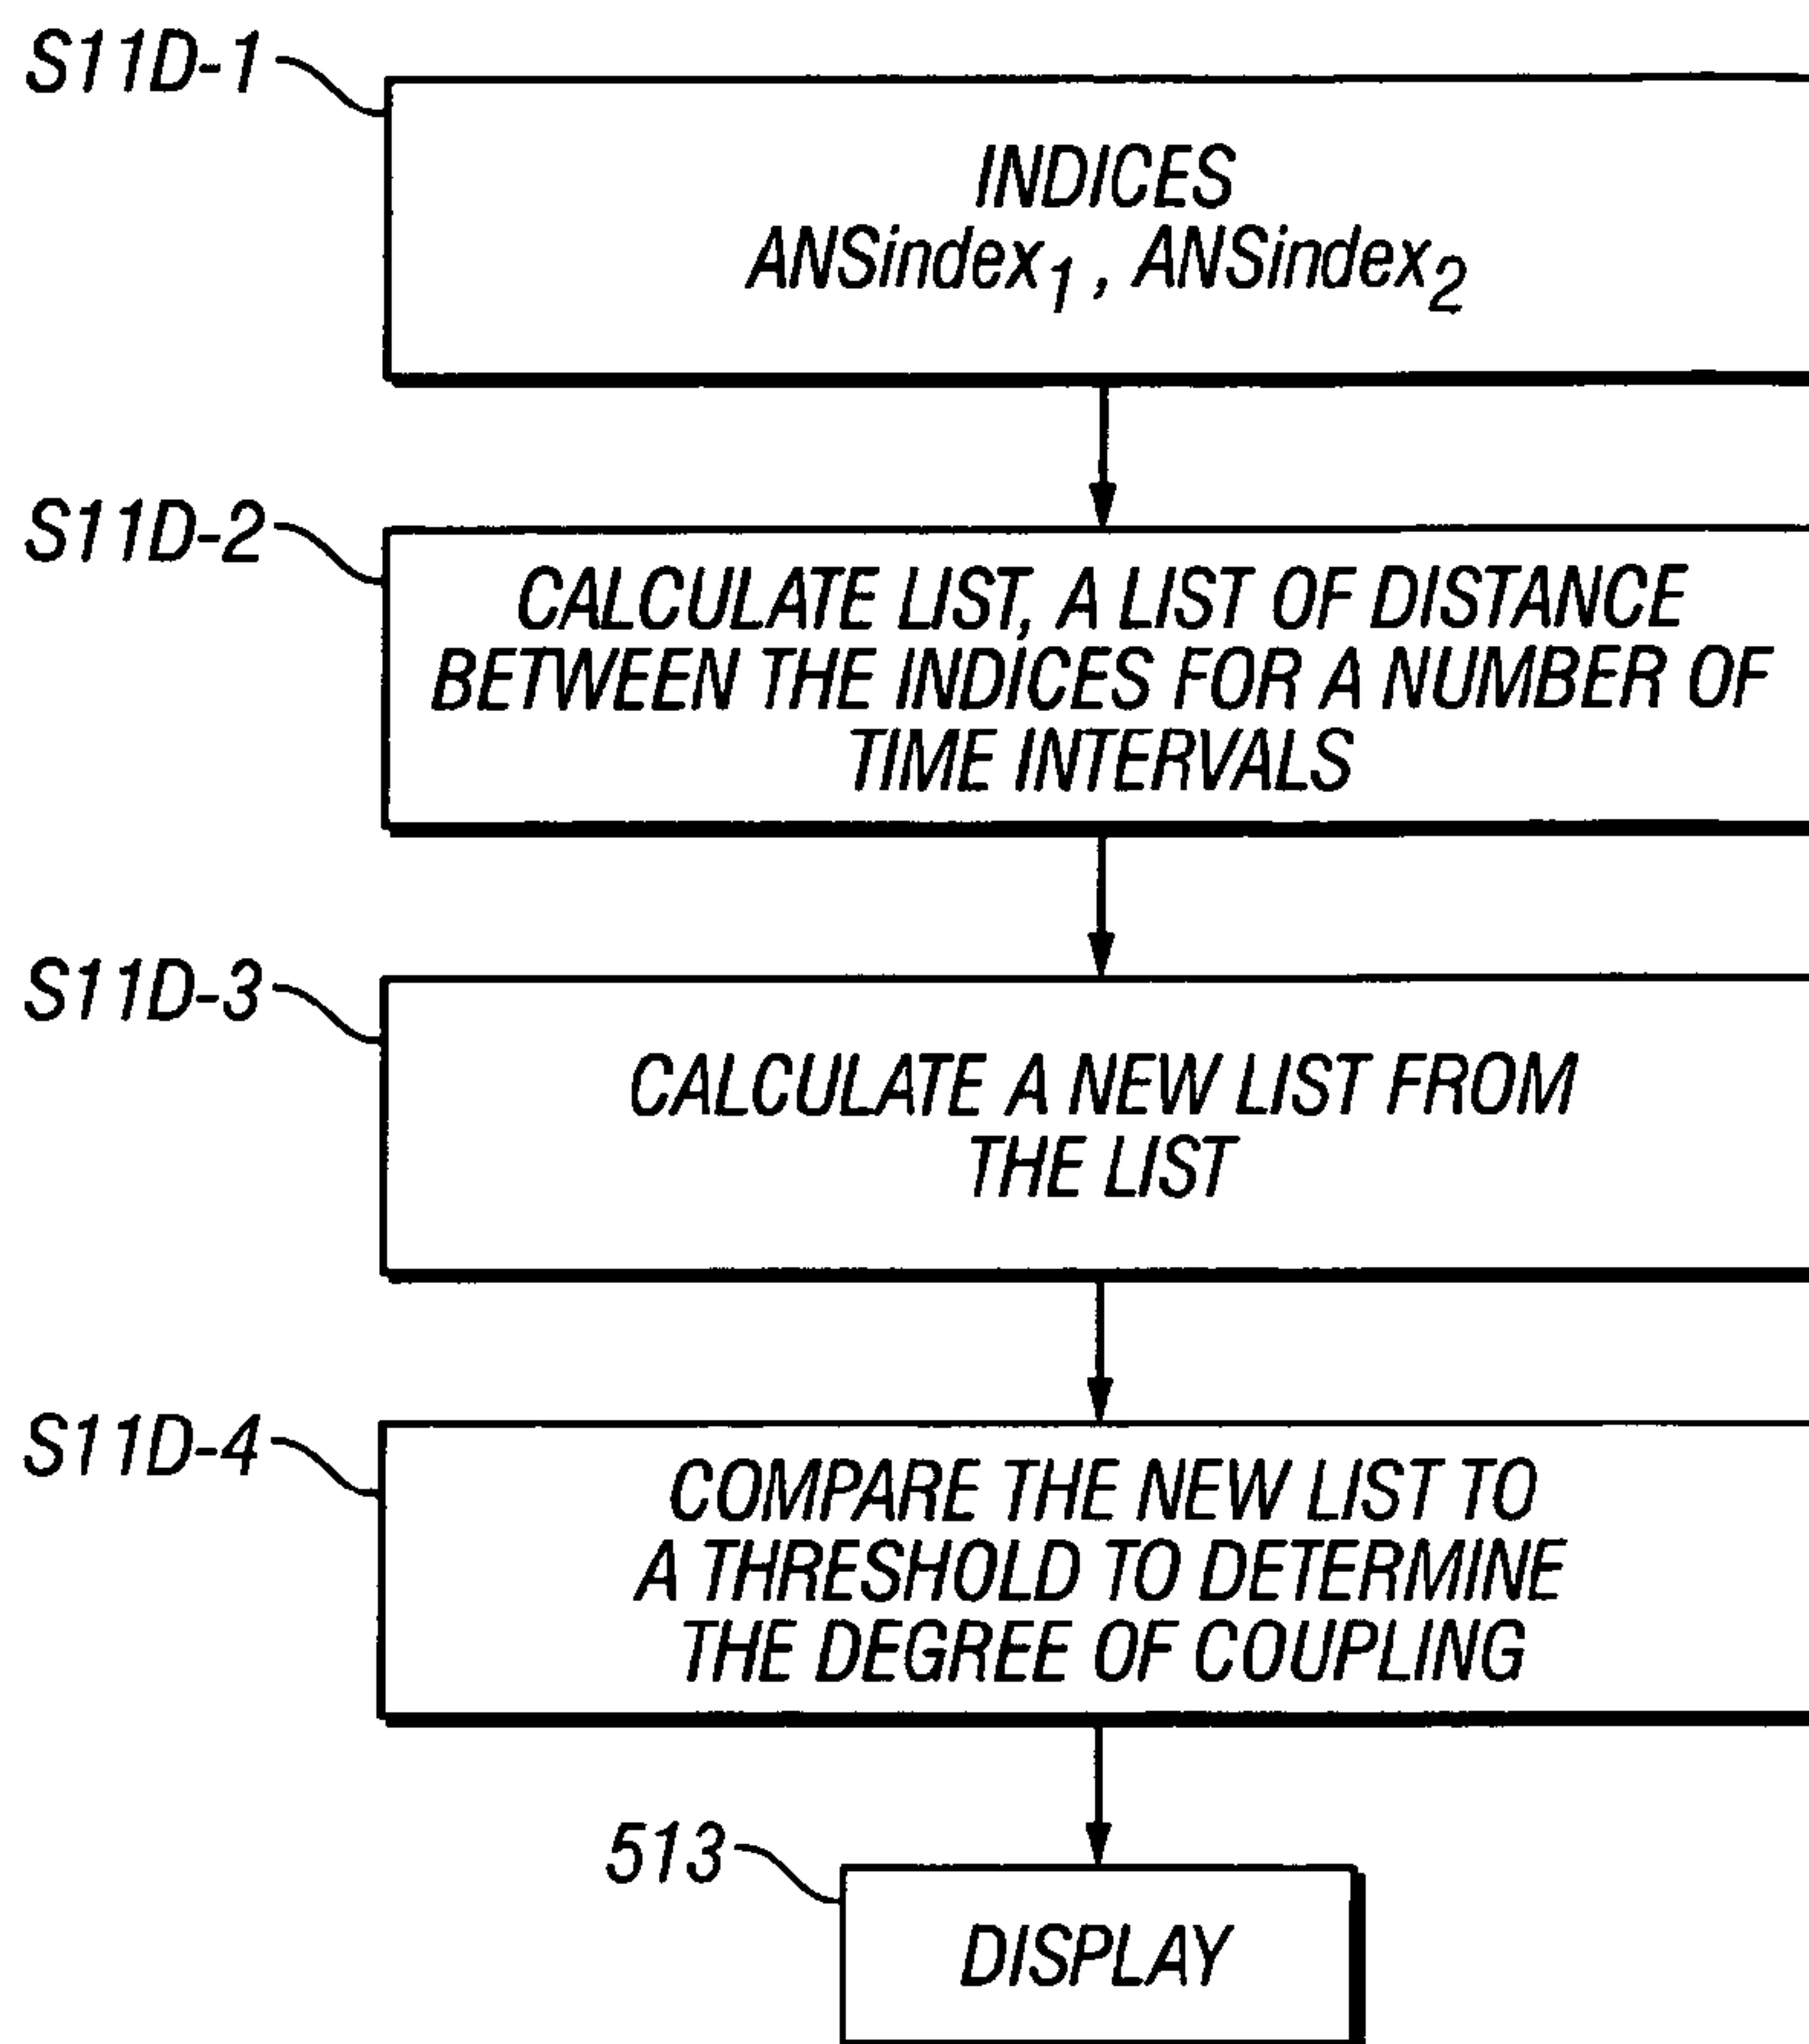 S11D-1
INDICES
ANSindex₁, ANSindex₂
S11D-2
CALCULATE LIST, A LIST OF DISTANCE
BETWEEN THE INDICES FOR A NUMBER OF
TIME INTERVALS
S11D-3
CALCULATE A NEW LIST FROM
THE LIST
S11D-4
COMPARE THE NEW LIST TO
A THRESHOLD TO DETERMINE
THE DEGREE OF COUPLING
513
DISPLAY